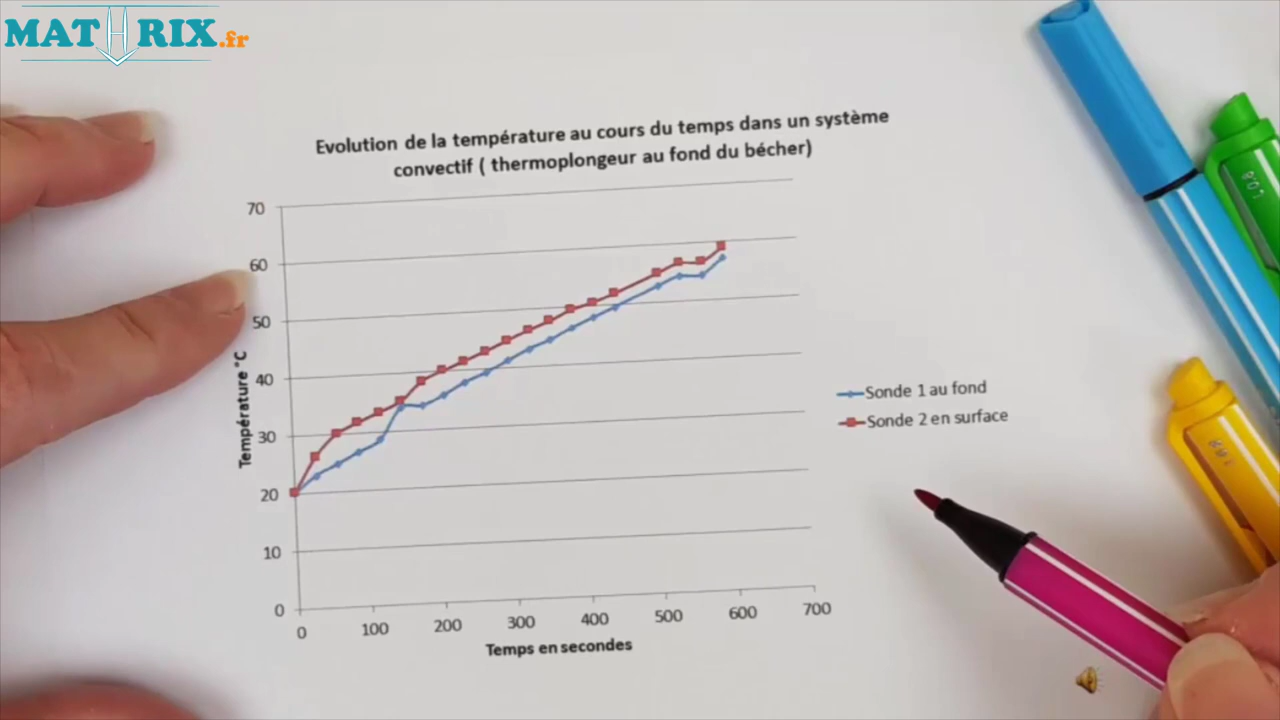 MATHRIX.fr
Evolution de la température au cours du temps dans un système
convectif ( thermoplongeur au fond du bécher)
70
60
50
40
30
20
10
0
Température °C
0 100 200 300 400 500 600 700
Temps en secondes
Sonde 1 au fond
Sonde 2 en surface